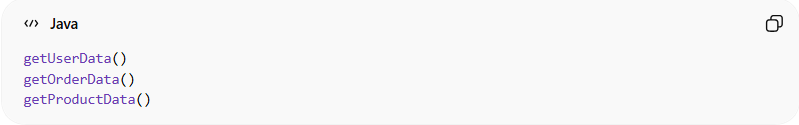 </> Java
getUserData()
getOrderData()
getProductData()